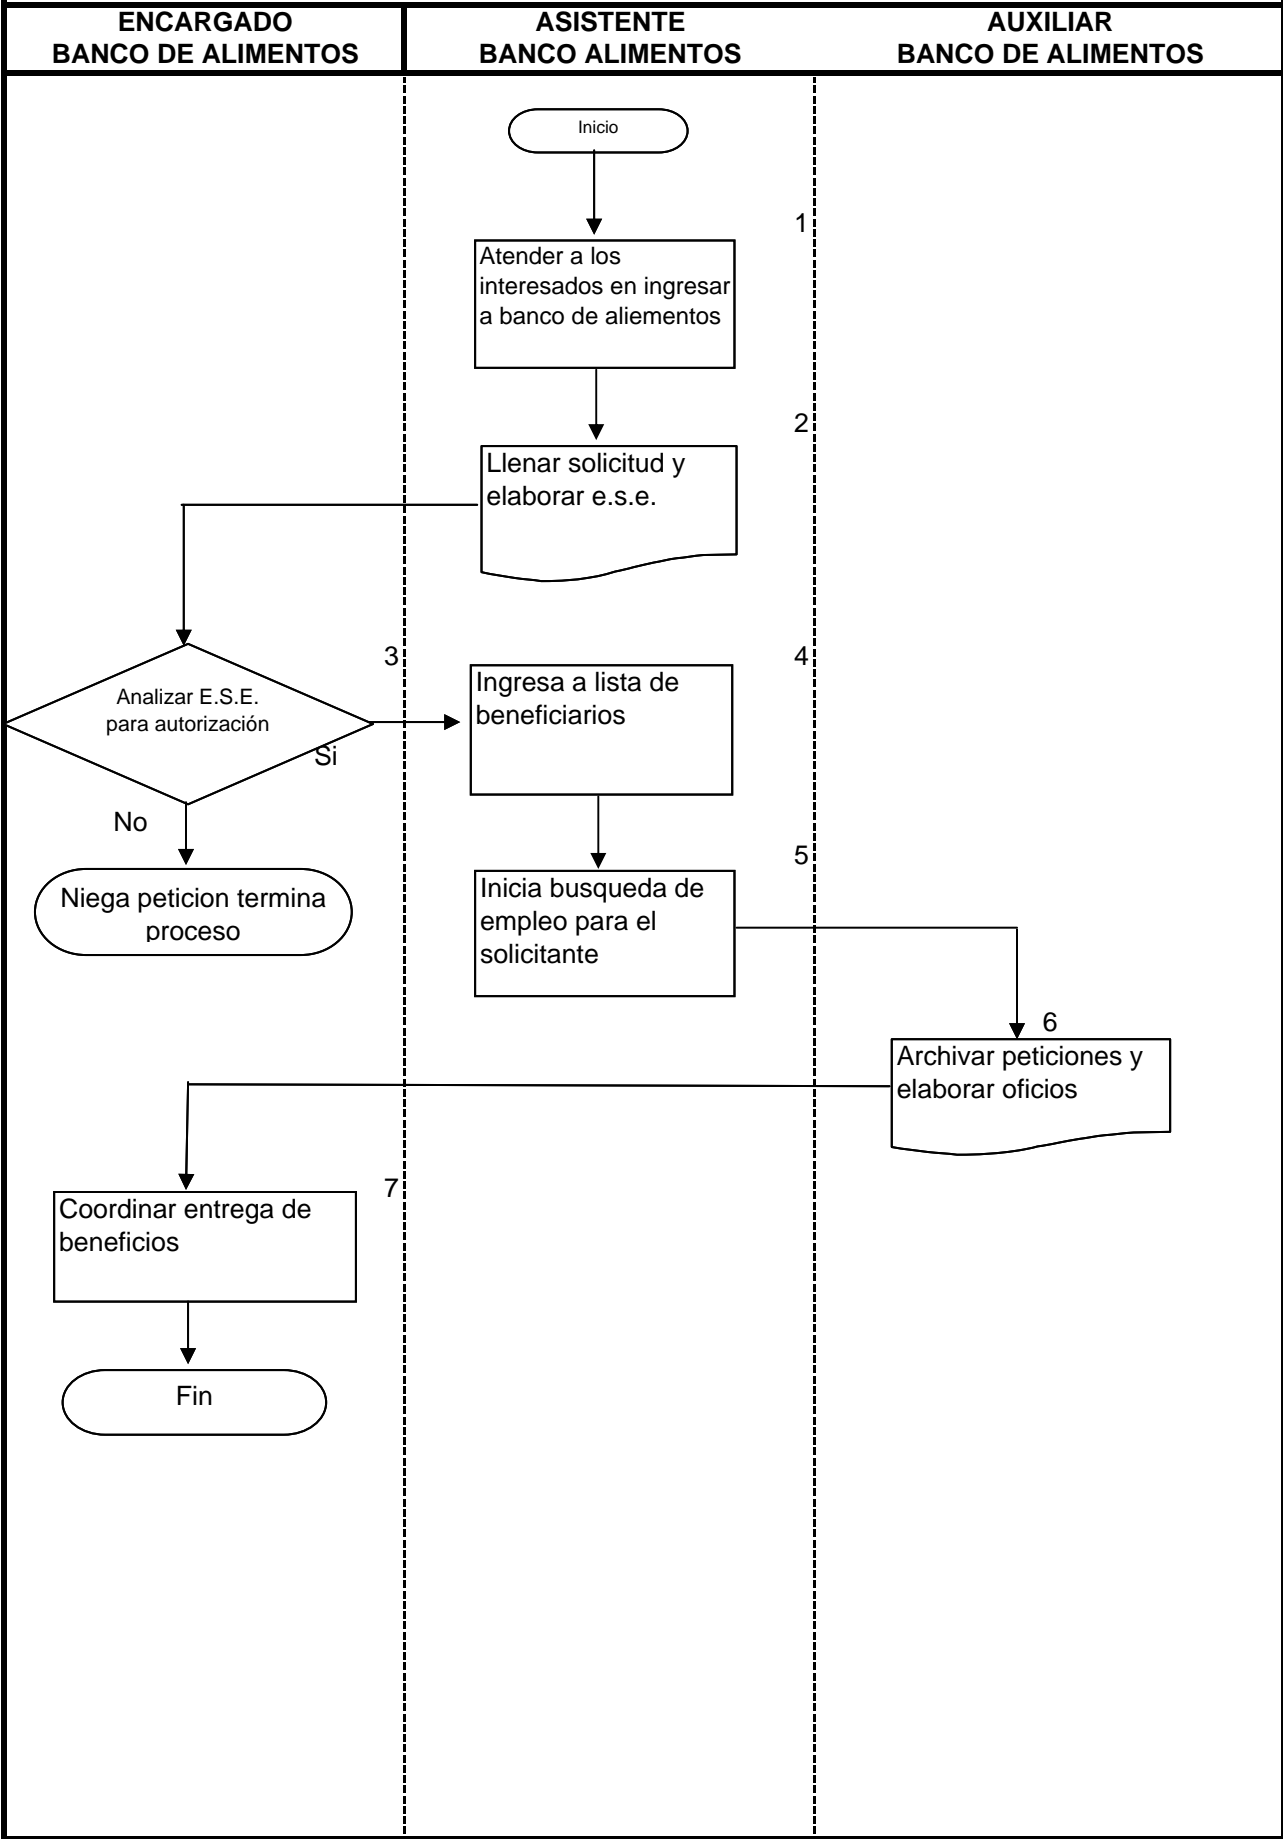 ENCARGADO
BANCO DE ALIMENTOS
ASISTENTE
BANCO ALIMENTOS
AUXILIAR
BANCO DE ALIMENTOS
Inicio
1
Atender a los
interesados en ingresar
a banco de aliementos
2
Llenar solicitud y
elaborar e.s.e.
3
Analizar E.S.E.
para autorización
Si
No
Niega peticion termina
proceso
4
Ingresa a lista de
beneficiarios
5
Inicia busqueda de
empleo para el
solicitante
6
Archivar peticiones y
elaborar oficios
7
Coordinar entrega de
beneficios
Fin